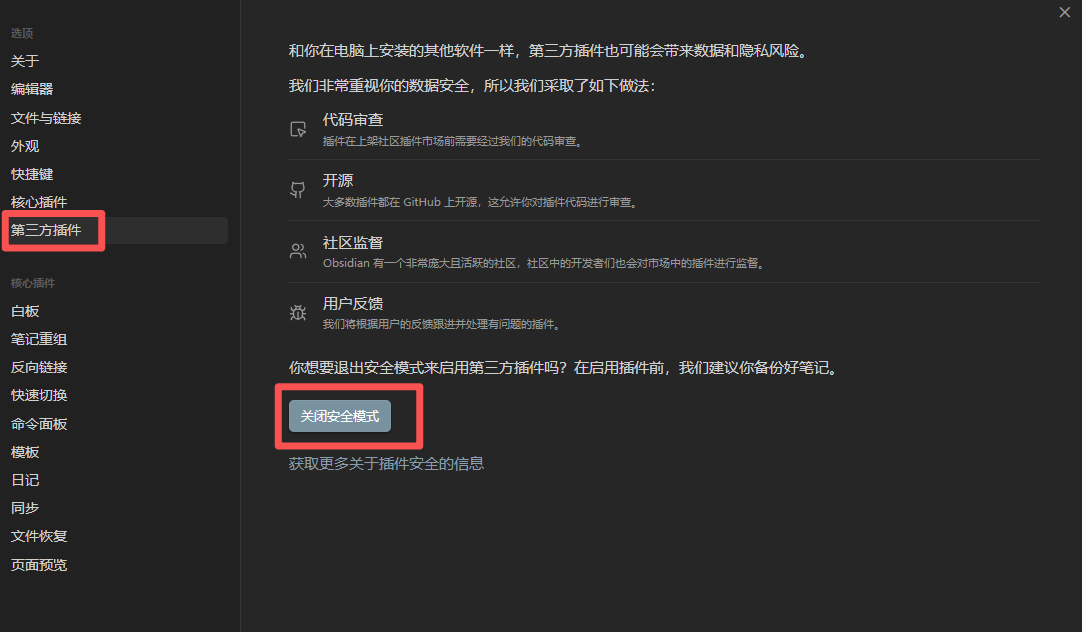 选项
关于
编辑器
文件与链接
外观
快捷键
核心插件
第三方插件
核心插件
白板
笔记重组
反向链接
快速切换
命令面板
模板
日记
同步
文件恢复
页面预览
和你在电脑上安装的其他软件一样，第三方插件也可能会带来数据和隐私风险。
我们非常重视你的数据安全，所以我们采取了如下做法：
代码审查
插件在上架社区插件市场前需要经过我们的代码审查。
开源
大多数插件都在 GitHub 上开源，这允许你对插件代码进行审查。
社区监督
Obsidian 有一个非常庞大且活跃的社区，社区中的开发者们也会对市场中的插件进行监督。
用户反馈
我们将根据用户的反馈跟进并处理有问题的插件。
你想要退出安全模式来启用第三方插件吗？在启用插件前，我们建议你备份好笔记。
关闭安全模式
获取更多关于插件安全的信息